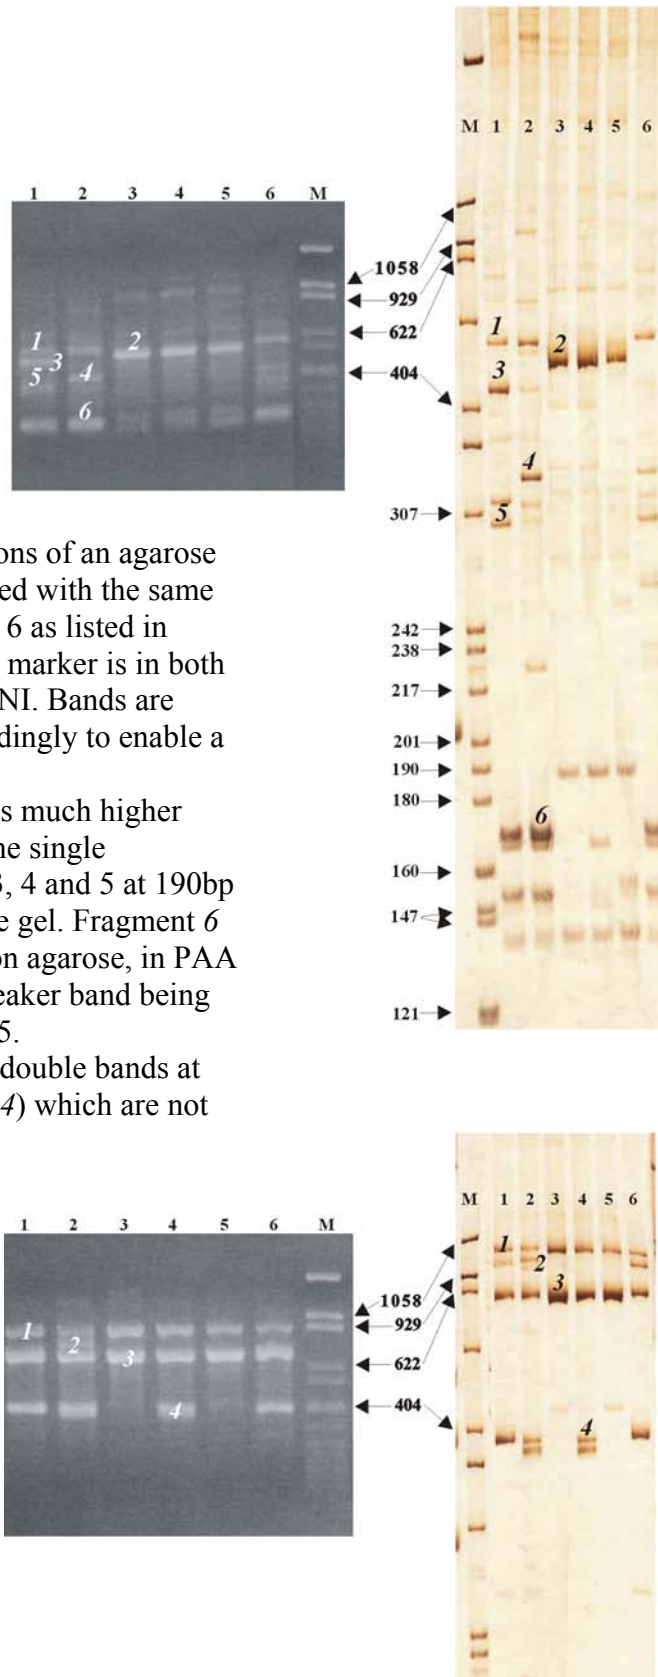 M 1 2 3 4 5 6
1 2 3 4 5 6 M
1058
929
622
404
1
2
3
5 4
6
1
2
3
4
5
6
307
242
238
217
201
190
180
160
147
121
ons of an agarose
ed with the same
6 as listed in
marker is in both
NI. Bands are
dingly to enable a
s much higher
ne single
3, 4 and 5 at 190bp
e gel. Fragment 6
on agarose, in PAA
eaker band being
5.
double bands at
4) which are not
M 1 2 3 4 5 6
1 2 3 4 5 6 M
1058
929
622
404
1
2
3
4
1
2
3
4